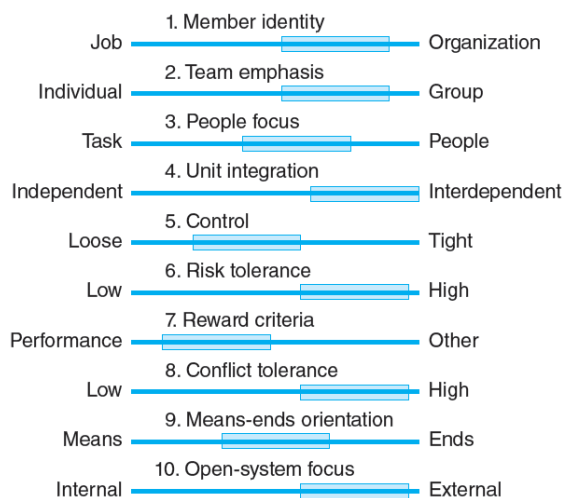 1. Member identity
Job Organization
2. Team emphasis
Individual Group
3. People focus
Task People
4. Unit integration
Independent Interdependent
5. Control
Loose Tight
6. Risk tolerance
Low High
7. Reward criteria
Performance Other
8. Conflict tolerance
Low High
9. Means-ends orientation
Means Ends
10. Open-system focus
Internal External